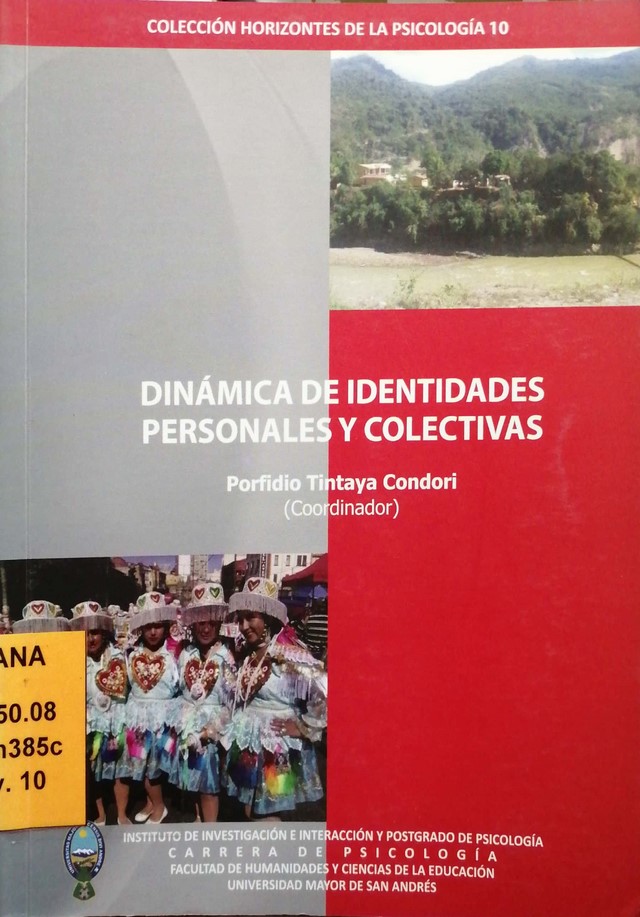 COLECCIÓN HORIZONTES DE LA PSICOLOGÍA 10
DINÁMICA DE IDENTIDADES
PERSONALES Y COLECTIVAS
Porfidio Tintaya Condori
(Coordinador)
ANA
50.08
385c
v. 10
INSTITUTO DE INVESTIGACIÓN E INTERACCIÓN Y POSTGRADO DE PSICOLOGÍA
CARRERA DE PSICOLOGÍA
FACULTAD DE HUMANIDADES Y CIENCIAS DE LA EDUCACIÓN
UNIVERSIDAD MAYOR DE SAN ANDRÉS